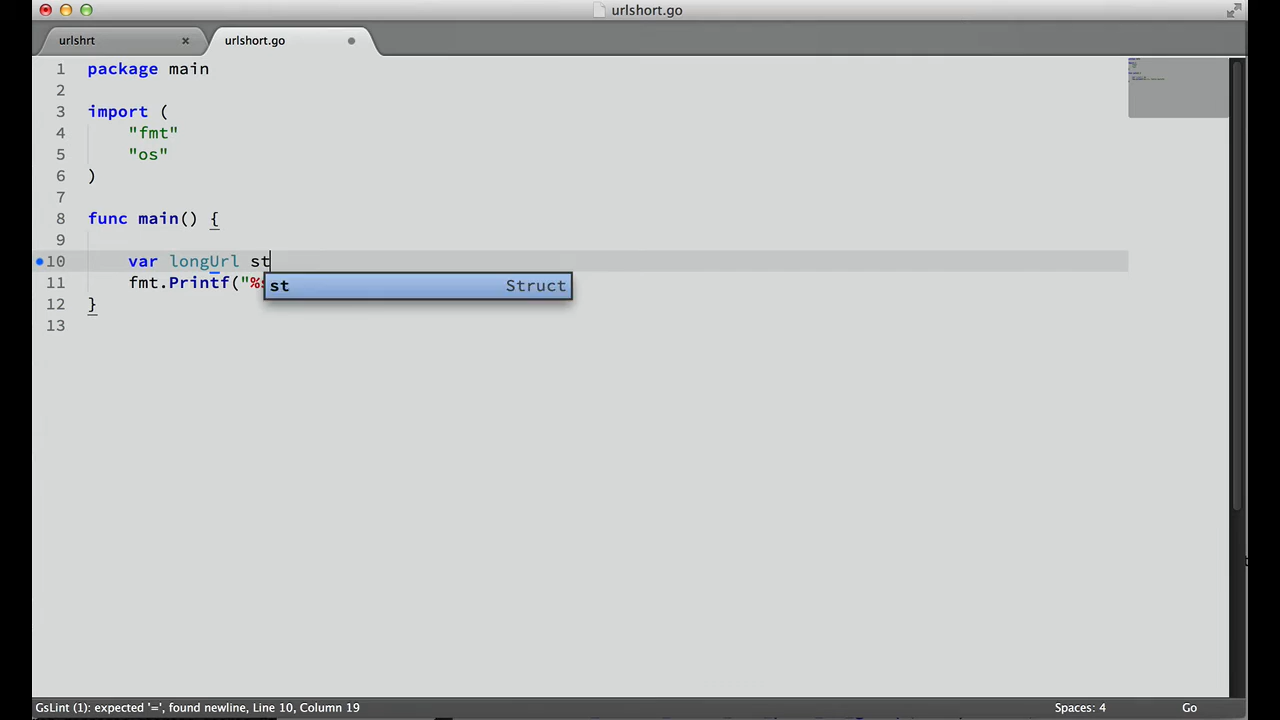 urlshort.go
urlshrt × urlshort.go
1 package main
2
3 import (
4 "fmt"
5 "os"
6 )
7
8 func main() {
9
10 var longUrl st
11 fmt.Printf("%
st Struct
12 }
13
GsLint (1): expected '=', found newline, Line 10, Column 19 Spaces: 4 Go